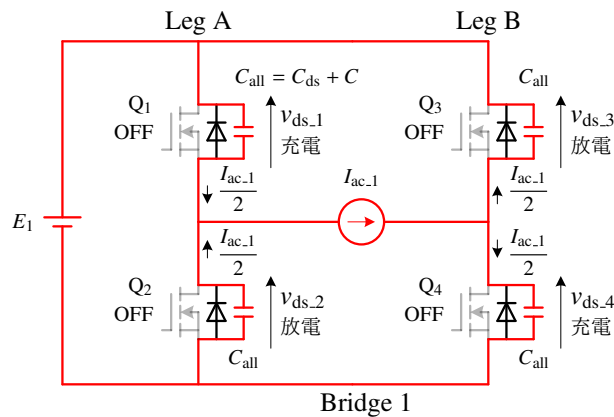 Leg A
Leg B
C_all = C_ds + C
C_all
Q1
OFF
v_ds_1
充電
Q3
OFF
v_ds_3
放電
I_ac_1
2
I_ac_1
I_ac_1
2
E1
I_ac_1
2
I_ac_1
2
Q2
OFF
v_ds_2
放電
Q4
OFF
v_ds_4
充電
C_all
C_all
Bridge 1